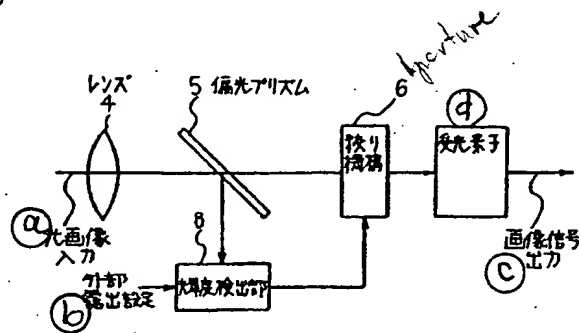 レンズ
4
5 偏光プリズム
6 Aperture
絞り
機構
d
受光素子
a 光画像
入力
8
b 外部
露出設定
輝度検出部
画像信号
c 出力